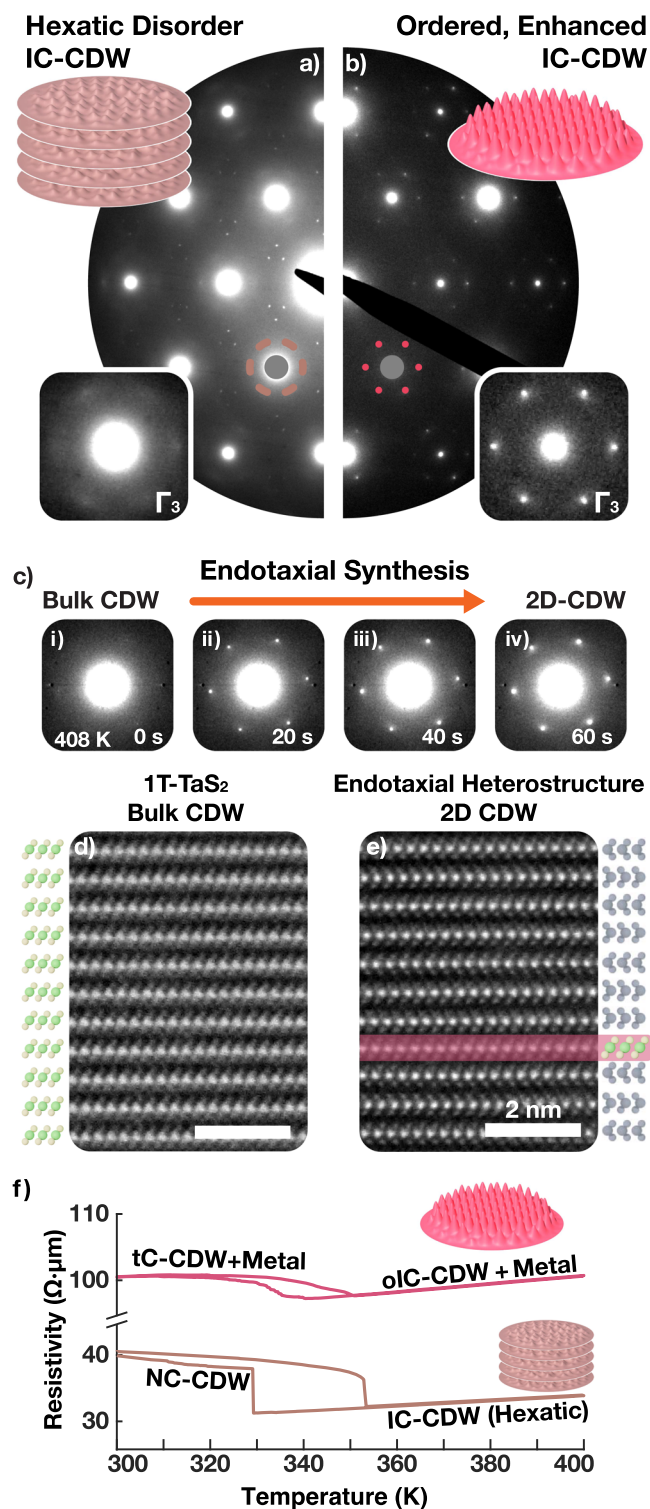 Hexatic Disorder
IC-CDW
Ordered, Enhanced
IC-CDW
a)
b)
Γ3
Γ3
c)
Endotaxial Synthesis
Bulk CDW
2D-CDW
i)
408 K
0 s
ii)
20 s
iii)
40 s
iv)
60 s
1T-TaS2
Bulk CDW
Endotaxial Heterostructure
2D CDW
d)
e)
2 nm
f)
110
100
40
30
Resistivity (Ω·μm)
tC-CDW+Metal
oIC-CDW + Metal
NC-CDW
IC-CDW (Hexatic)
300
320
340
360
380
400
Temperature (K)